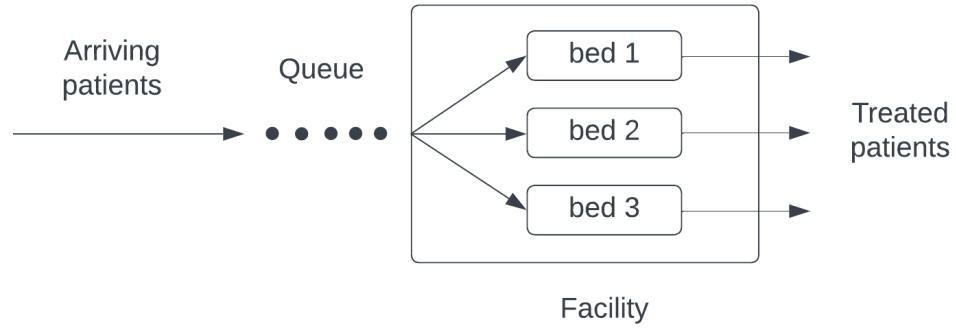 Arriving
patients
Queue
bed 1
bed 2
bed 3
Treated
patients
Facility